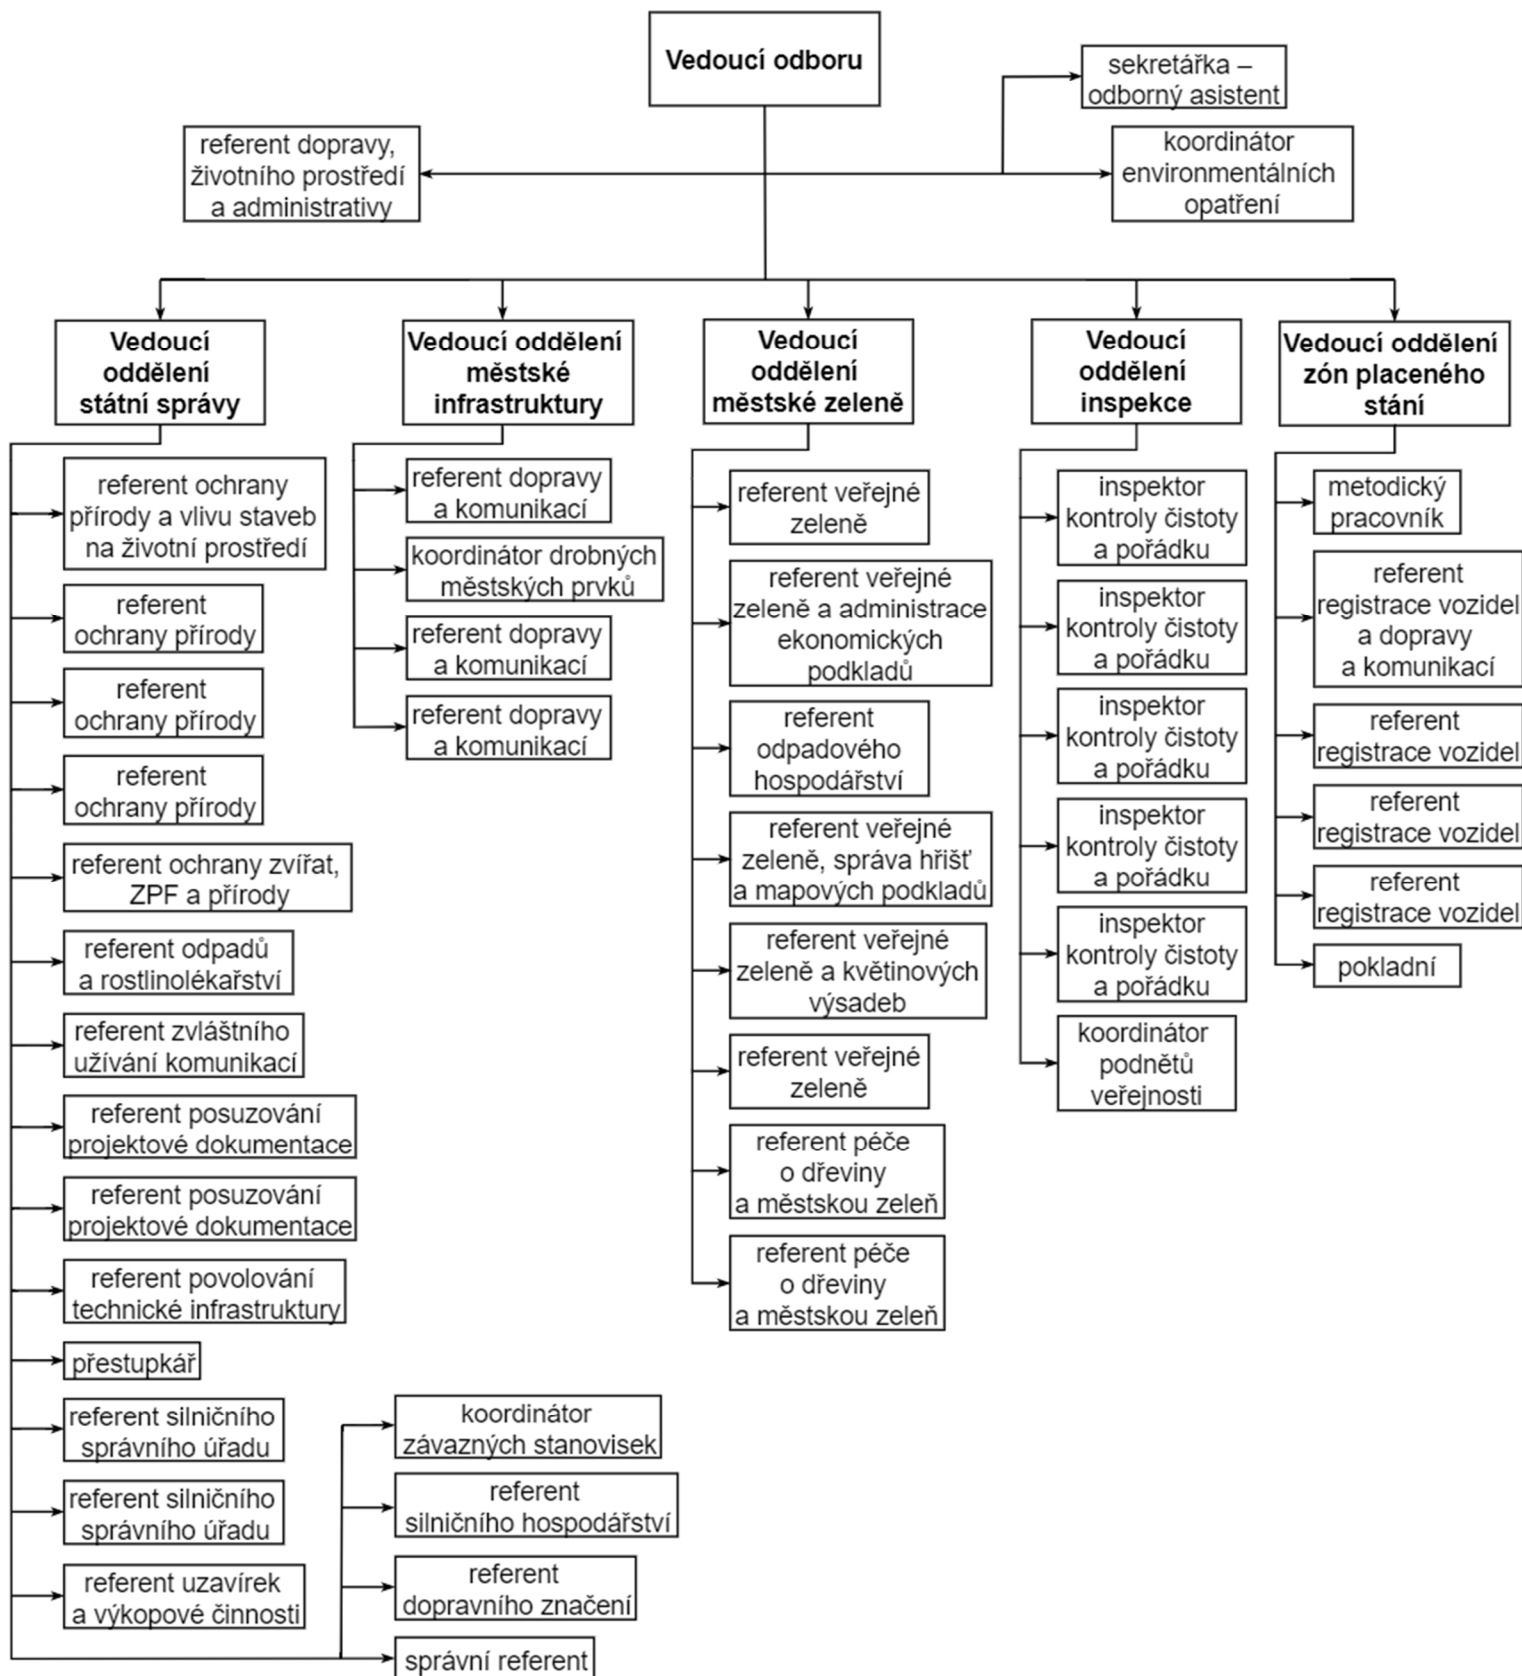 Vedoucí odboru
sekretářka –
odborný asistent
referent dopravy,
životního prostředí
a administrativy
koordinátor
environmentálních
opatření
Vedoucí
oddělení
státní správy
referent ochrany
přírody a vlivu staveb
na životní prostředí
referent
ochrany přírody
referent
ochrany přírody
referent
ochrany přírody
referent ochrany zvířat,
ZPF a přírody
referent odpadů
a rostlinolékařství
referent zvláštního
užívání komunikací
referent posuzování
projektové dokumentace
referent posuzování
projektové dokumentace
referent povolování
technické infrastruktury
přestupkář
referent silničního
správního úřadu
referent silničního
správního úřadu
referent uzavírek
a výkopové činnosti
koordinátor
závazných stanovisek
referent
silničního hospodářství
referent
dopravního značení
správní referent
Vedoucí oddělení
městské
infrastruktury
referent dopravy
a komunikací
koordinátor drobných
městských prvků
referent dopravy
a komunikací
referent dopravy
a komunikací
Vedoucí
oddělení
městské zeleně
referent veřejné
zeleně
referent veřejné
zeleně a administrace
ekonomických
podkladů
referent
odpadového
hospodářství
referent veřejné
zeleně, správa hřišť
a mapových podkladů
referent veřejné
zeleně a květinových
výsadeb
referent veřejné
zeleně
referent péče
o dřeviny
a městskou zeleň
referent péče
o dřeviny
a městskou zeleň
Vedoucí
oddělení
inspekce
inspektor
kontroly čistoty
a pořádku
inspektor
kontroly čistoty
a pořádku
inspektor
kontroly čistoty
a pořádku
inspektor
kontroly čistoty
a pořádku
inspektor
kontroly čistoty
a pořádku
koordinátor
podnětů
veřejnosti
Vedoucí oddělení
zón placeného
stání
metodický
pracovník
referent
registrace vozidel
a dopravy
a komunikací
referent
registrace vozidel
referent
registrace vozidel
referent
registrace vozidel
pokladní